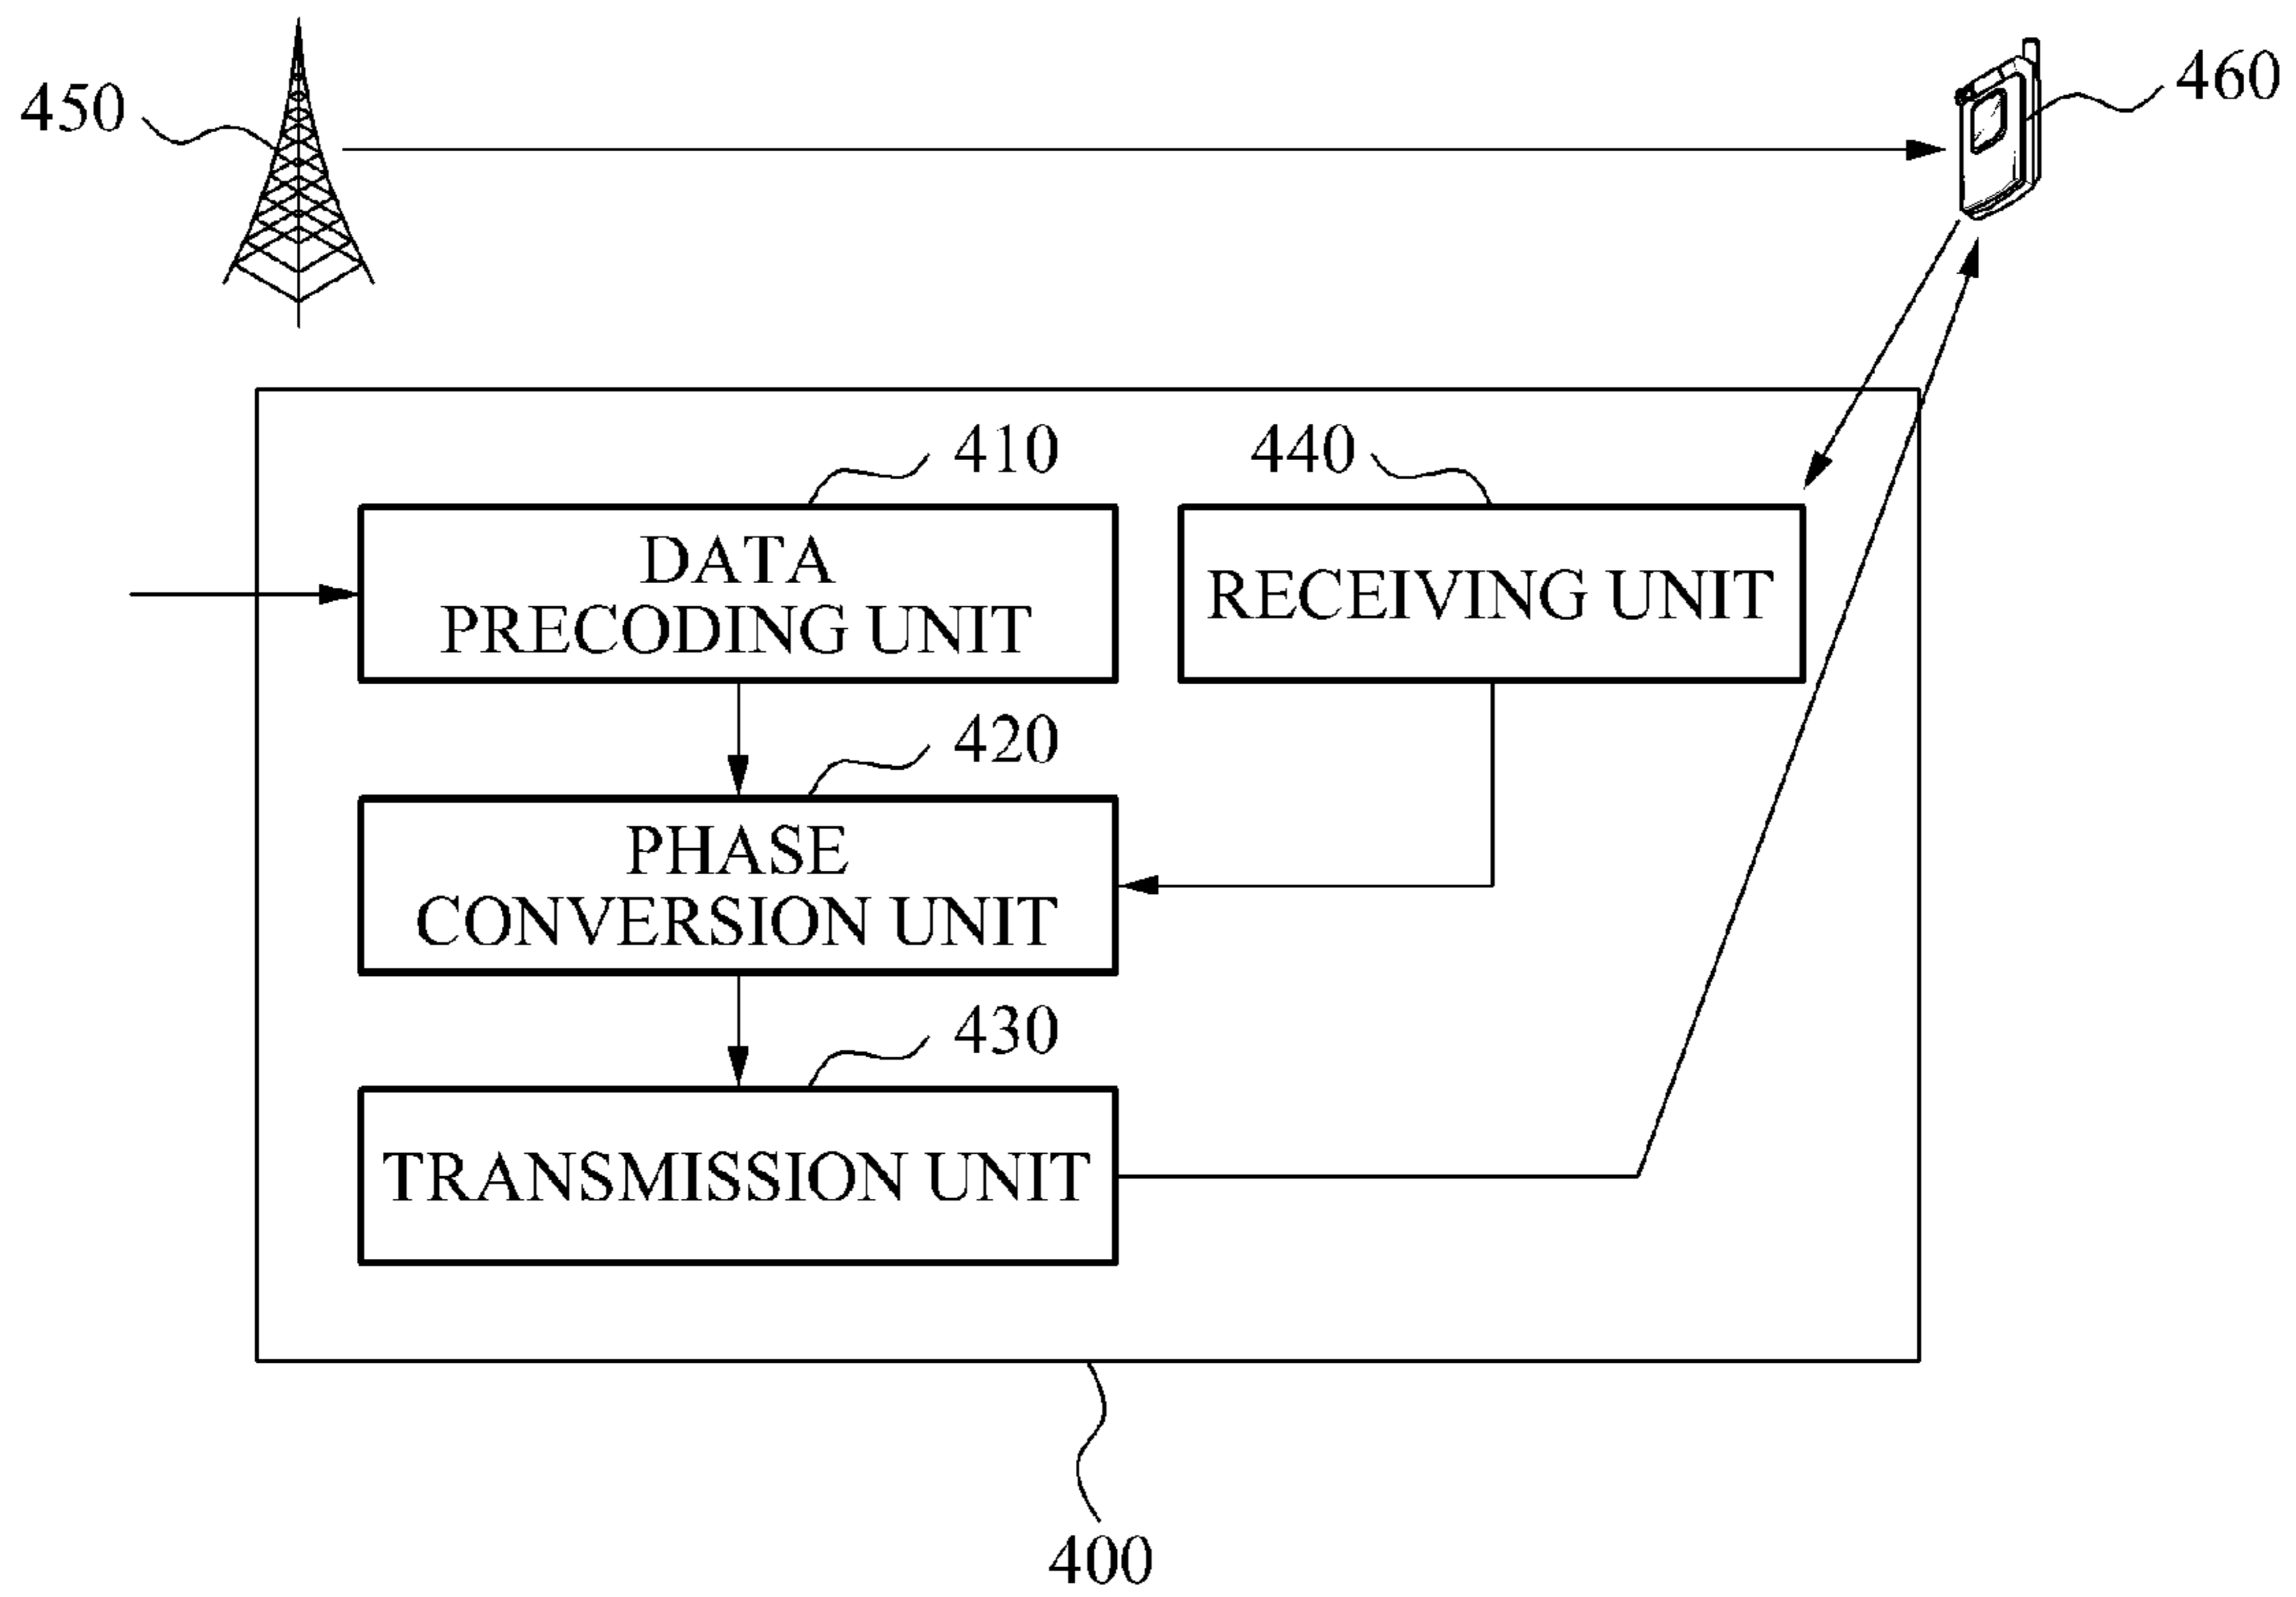 450
460
410
440
DATA
PRECODING UNIT
RECEIVING UNIT
420
PHASE
CONVERSION UNIT
430
TRANSMISSION UNIT
400